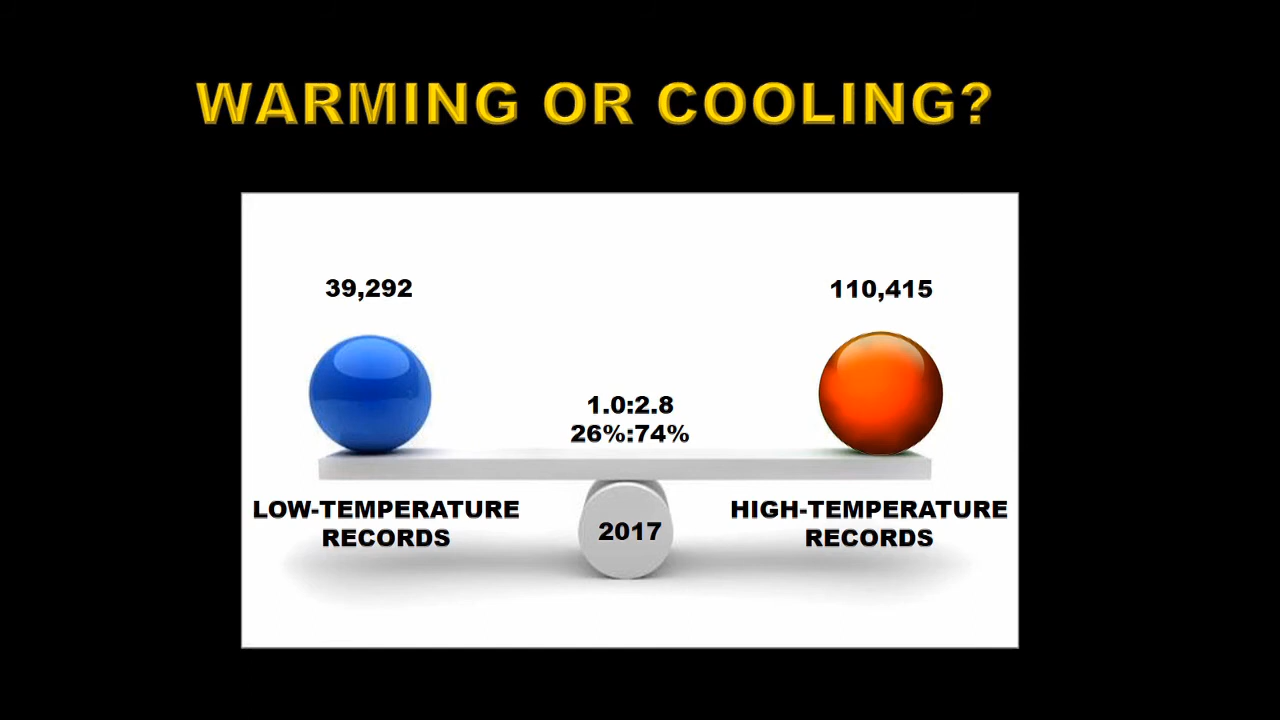 WARMING OR COOLING?
39,292
110,415
1.0:2.8
26%:74%
LOW-TEMPERATURE
RECORDS
2017
HIGH-TEMPERATURE
RECORDS